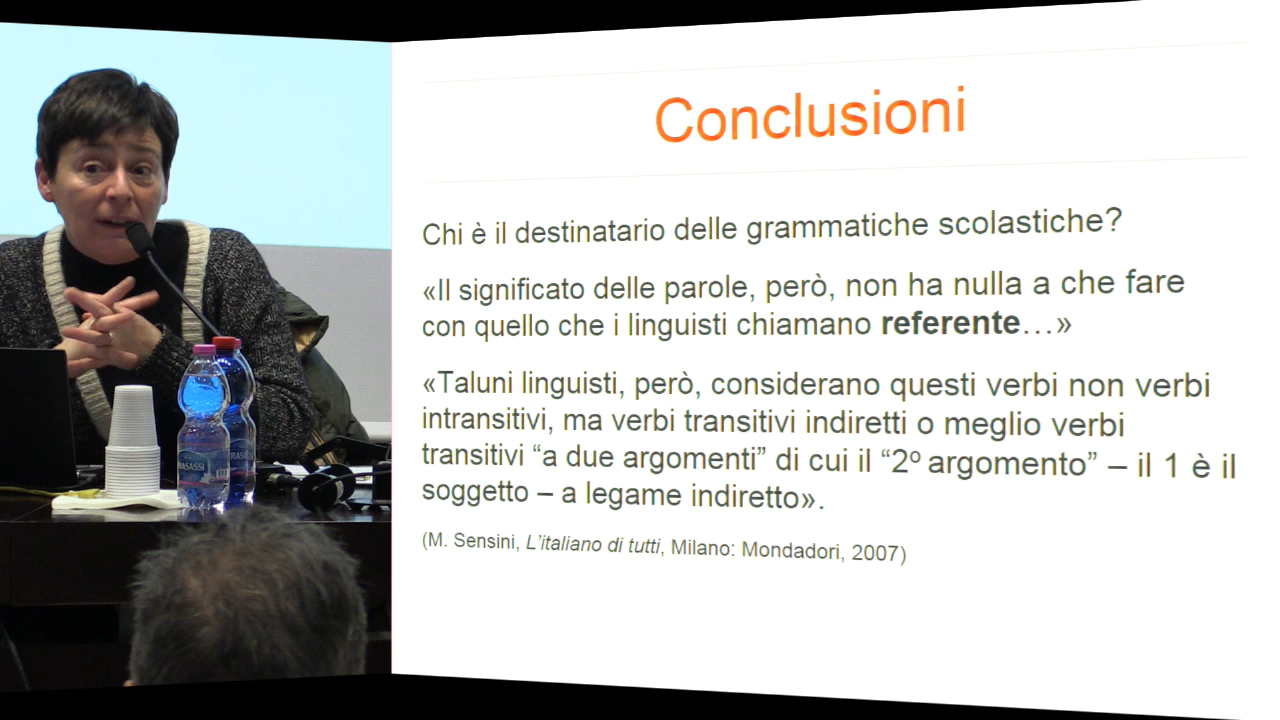 Conclusioni
Chi è il destinatario delle grammatiche scolastiche?
«Il significato delle parole, però, non ha nulla a che fare
con quello che i linguisti chiamano referente…»
«Taluni linguisti, però, considerano questi verbi non verbi
intransitivi, ma verbi transitivi indiretti o meglio verbi
transitivi “a due argomenti” di cui il “2º argomento” – il 1 è il
soggetto – a legame indiretto».
(M. Sensini, L’italiano di tutti, Milano: Mondadori, 2007)
RASASSI